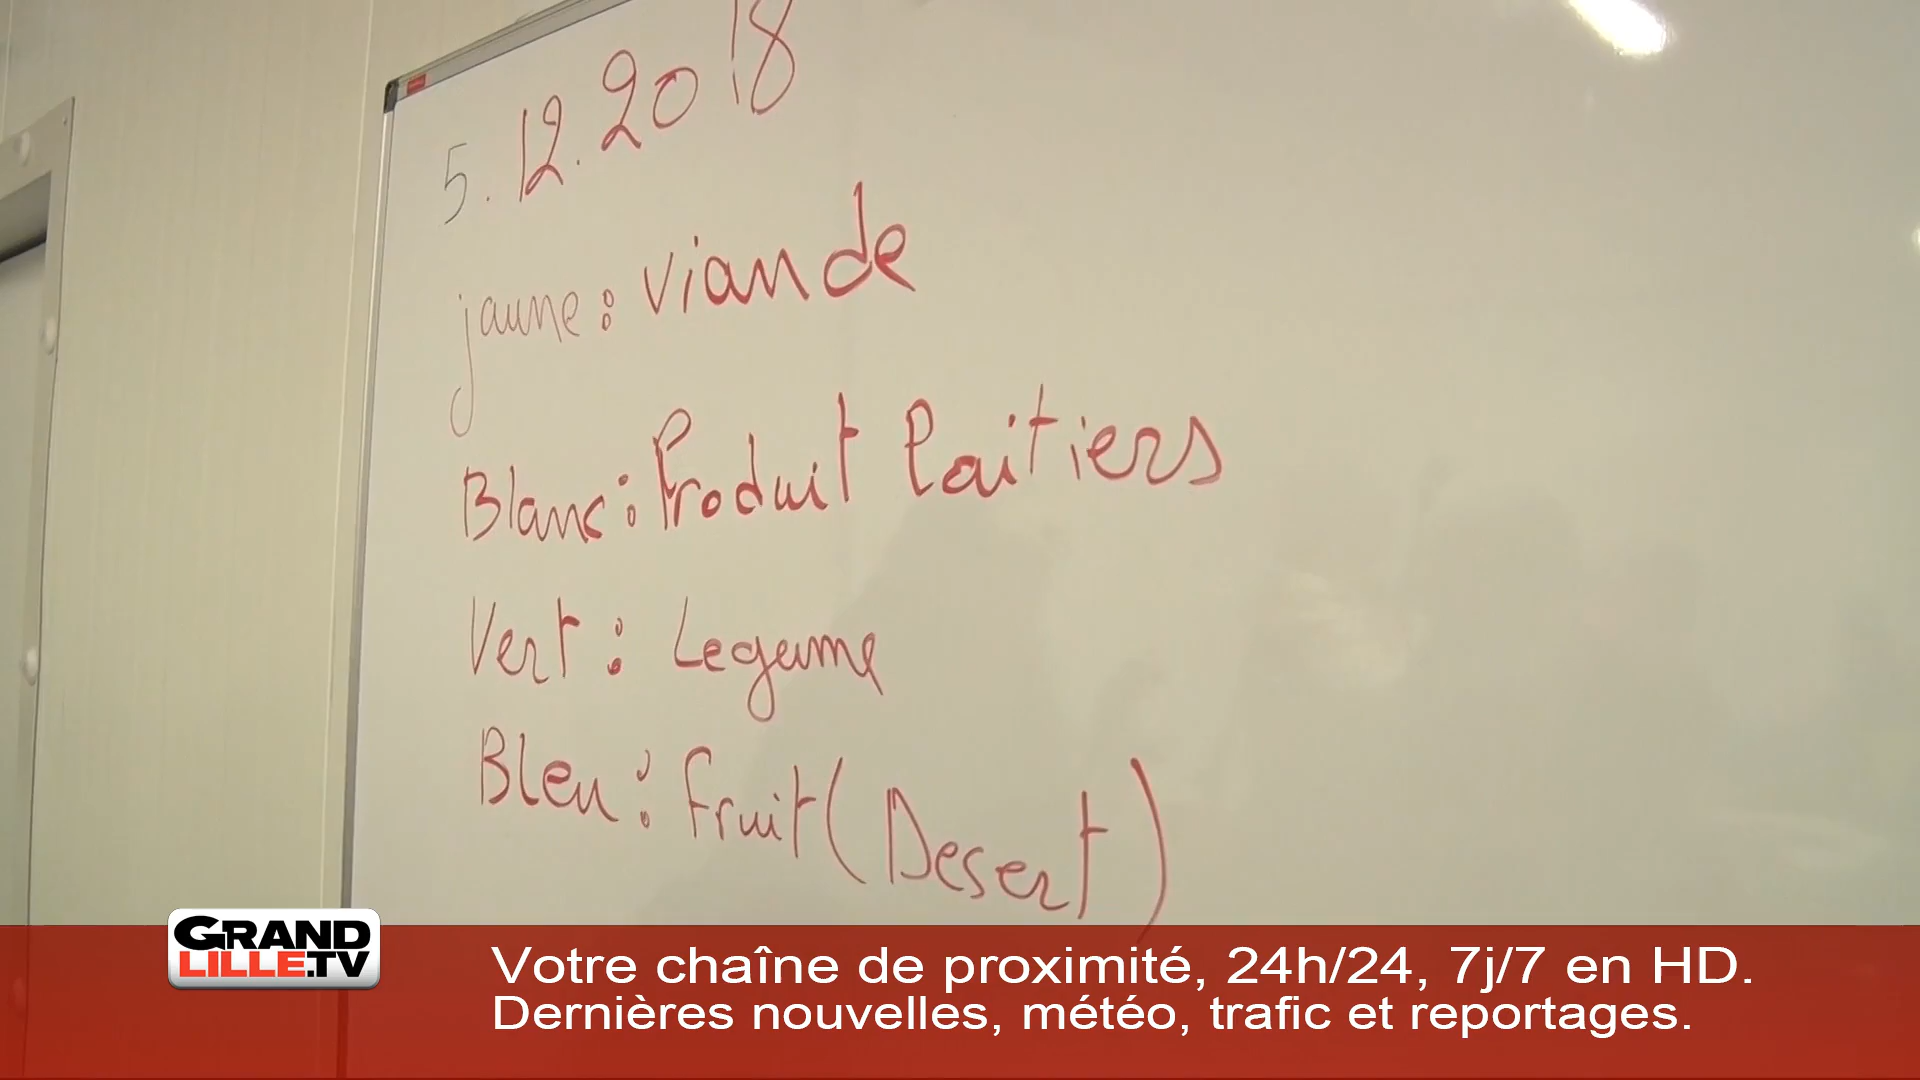 5.12.2018
jaune: viande
Blanc: Produit laitiers
Vert: Legume
Bleu: Fruit (Desert)
GRAND
LILLE.TV
Votre chaîne de proximité, 24h/24, 7j/7 en HD.
Dernières nouvelles, météo, trafic et reportages.